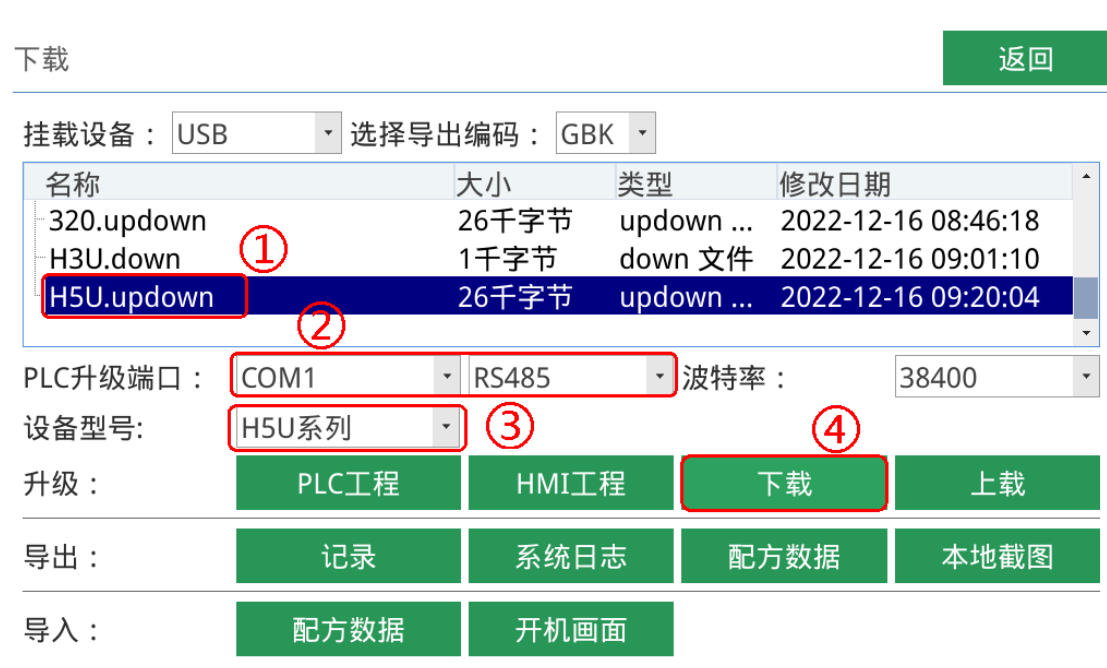 下载 返回
挂载设备： USB 选择导出编码： GBK
名称 大小 类型 修改日期
320.updown 26千字节 updown ... 2022-12-16 08:46:18
①
H3U.down 1千字节 down 文件 2022-12-16 09:01:10
H5U.updown 26千字节 updown ... 2022-12-16 09:20:04
②
PLC升级端口： COM1 RS485 波特率： 38400
设备型号: H5U系列 ③ ④
升级： PLC工程 HMI工程 下载 上载
导出： 记录 系统日志 配方数据 本地截图
导入： 配方数据 开机画面